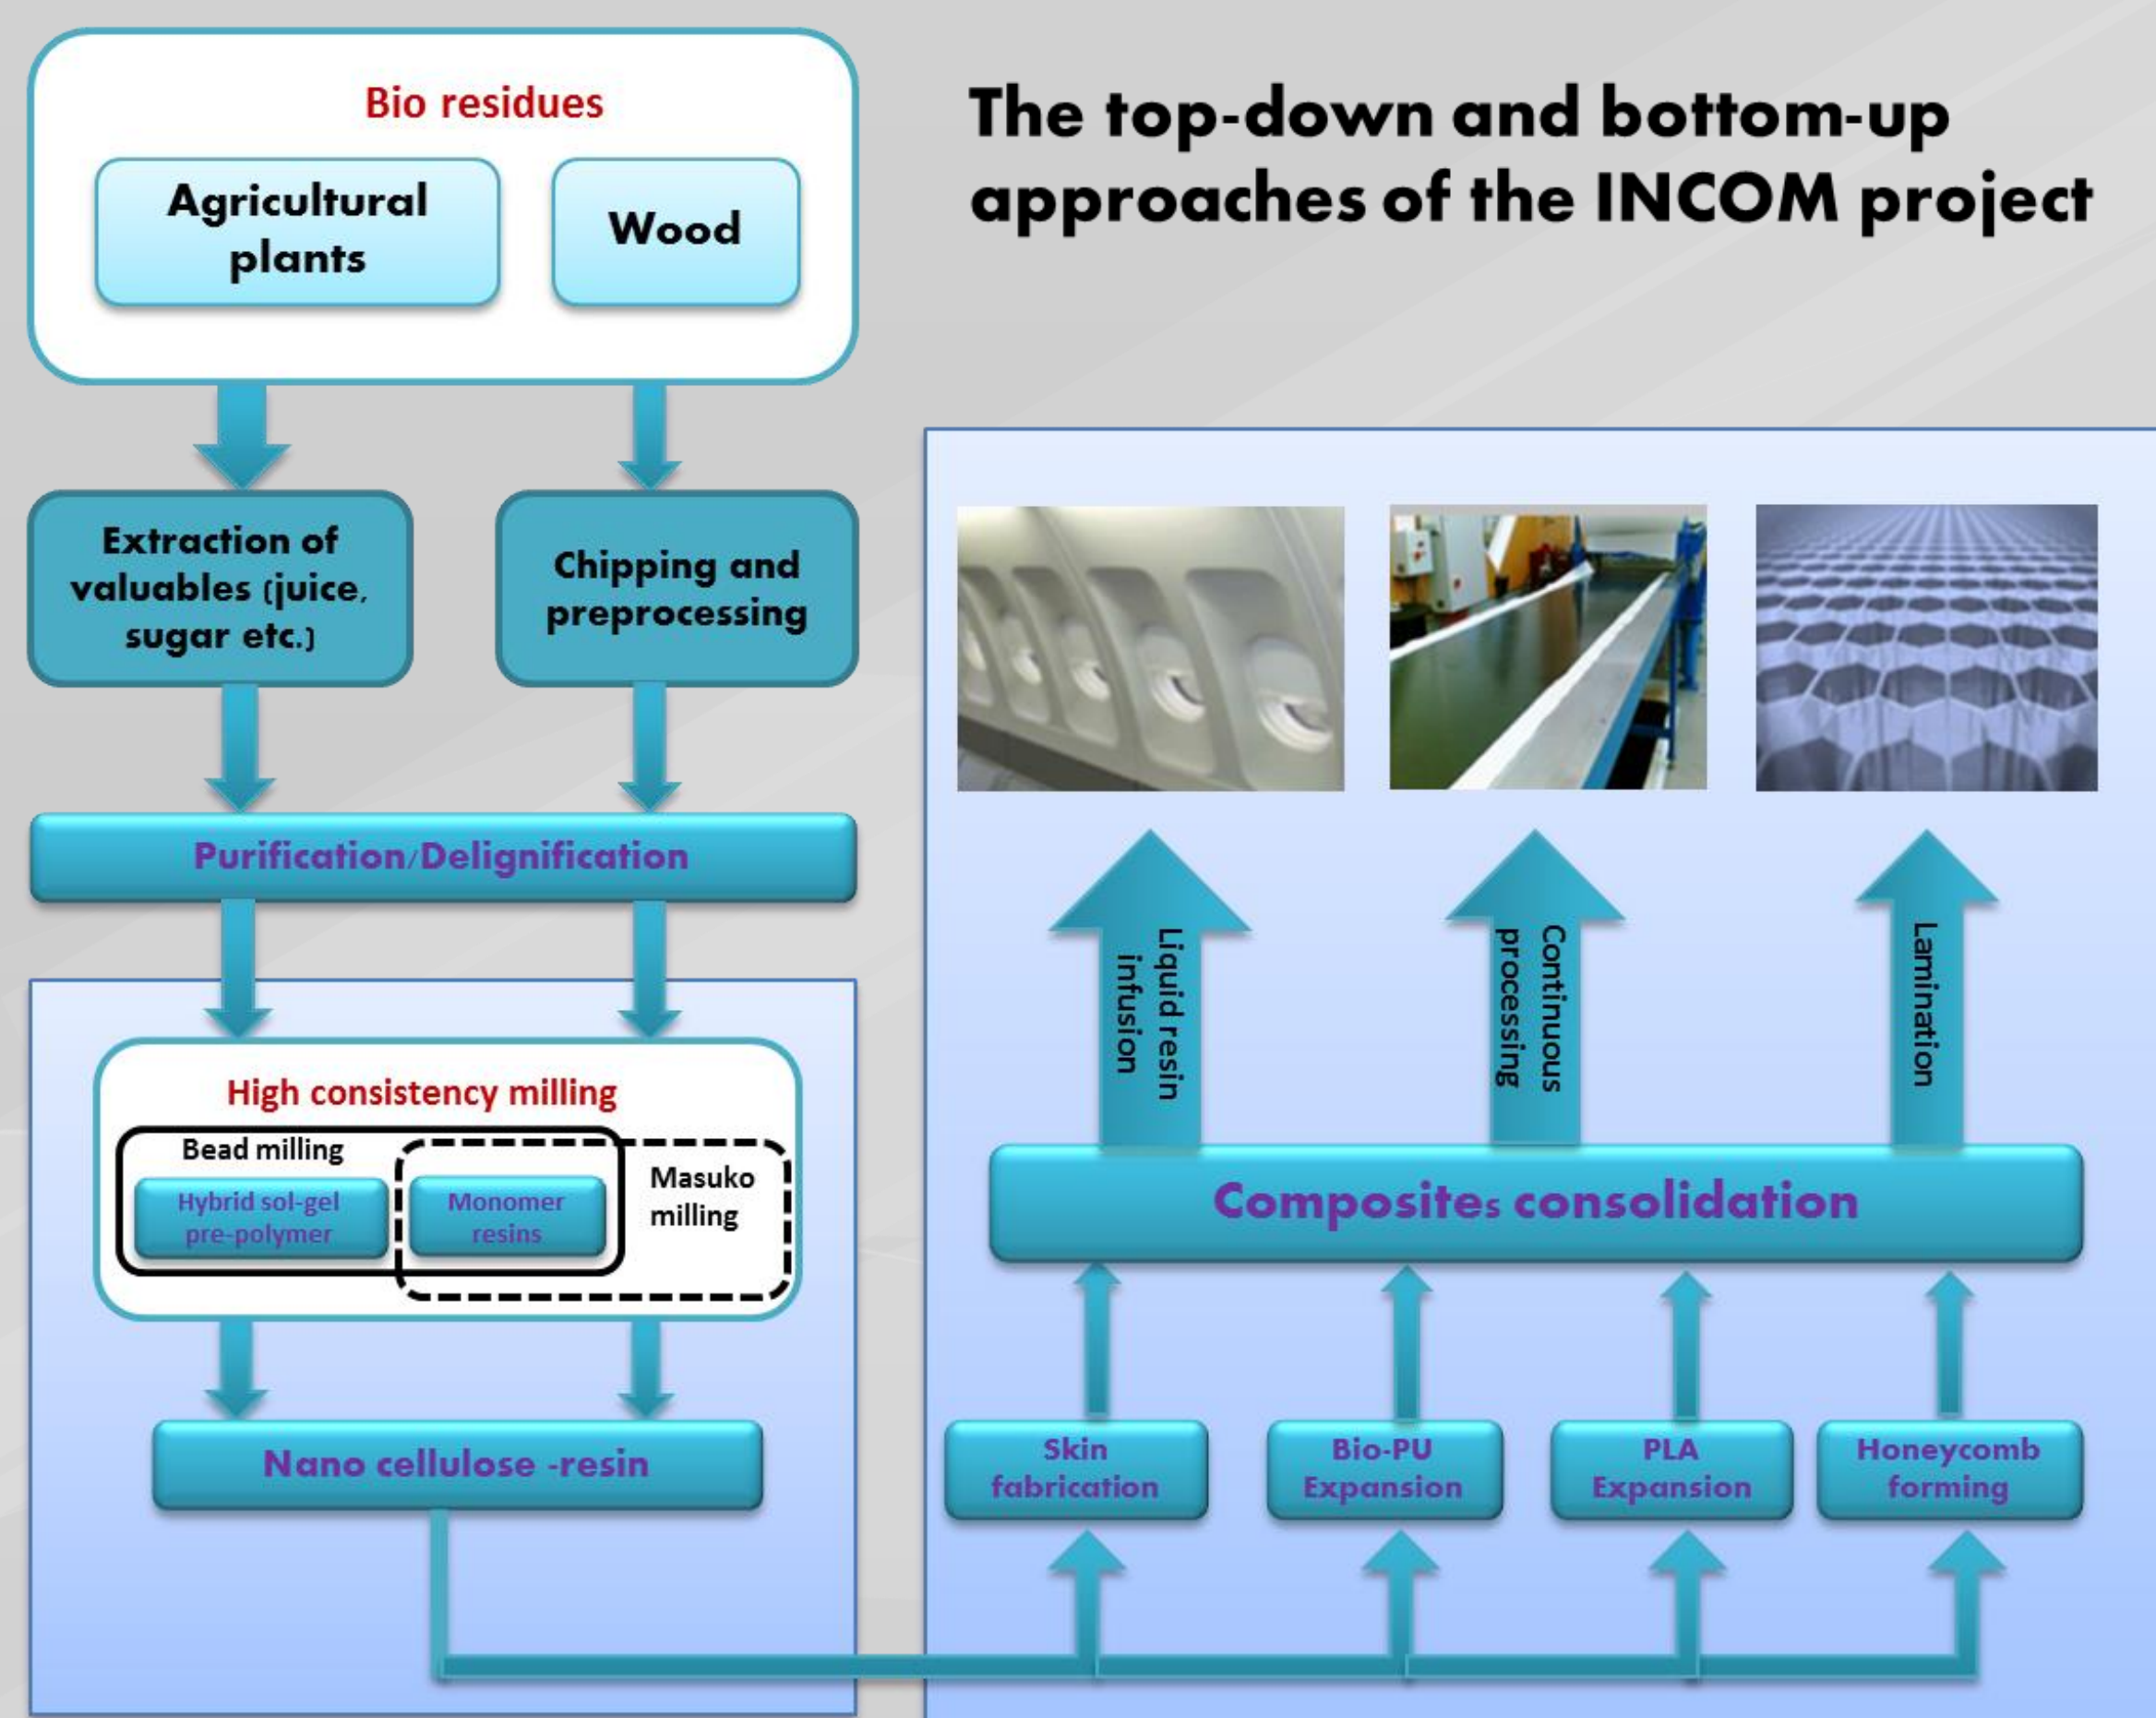 The top-down and bottom-up
approaches of the INCOM project
Bio residues
Agricultural
plants
Wood
Extraction of
valuables (juice,
sugar etc.)
Chipping and
preprocessing
Purification/Delignification
High consistency milling
Bead milling
Hybrid sol-gel
pre-polymer
Monomer
resins
Masuko
milling
Nano cellulose -resin
Liquid resin
infusion
Continuous
processing
Lamination
Composites consolidation
Skin
fabrication
Bio-PU
Expansion
PLA
Expansion
Honeycomb
forming